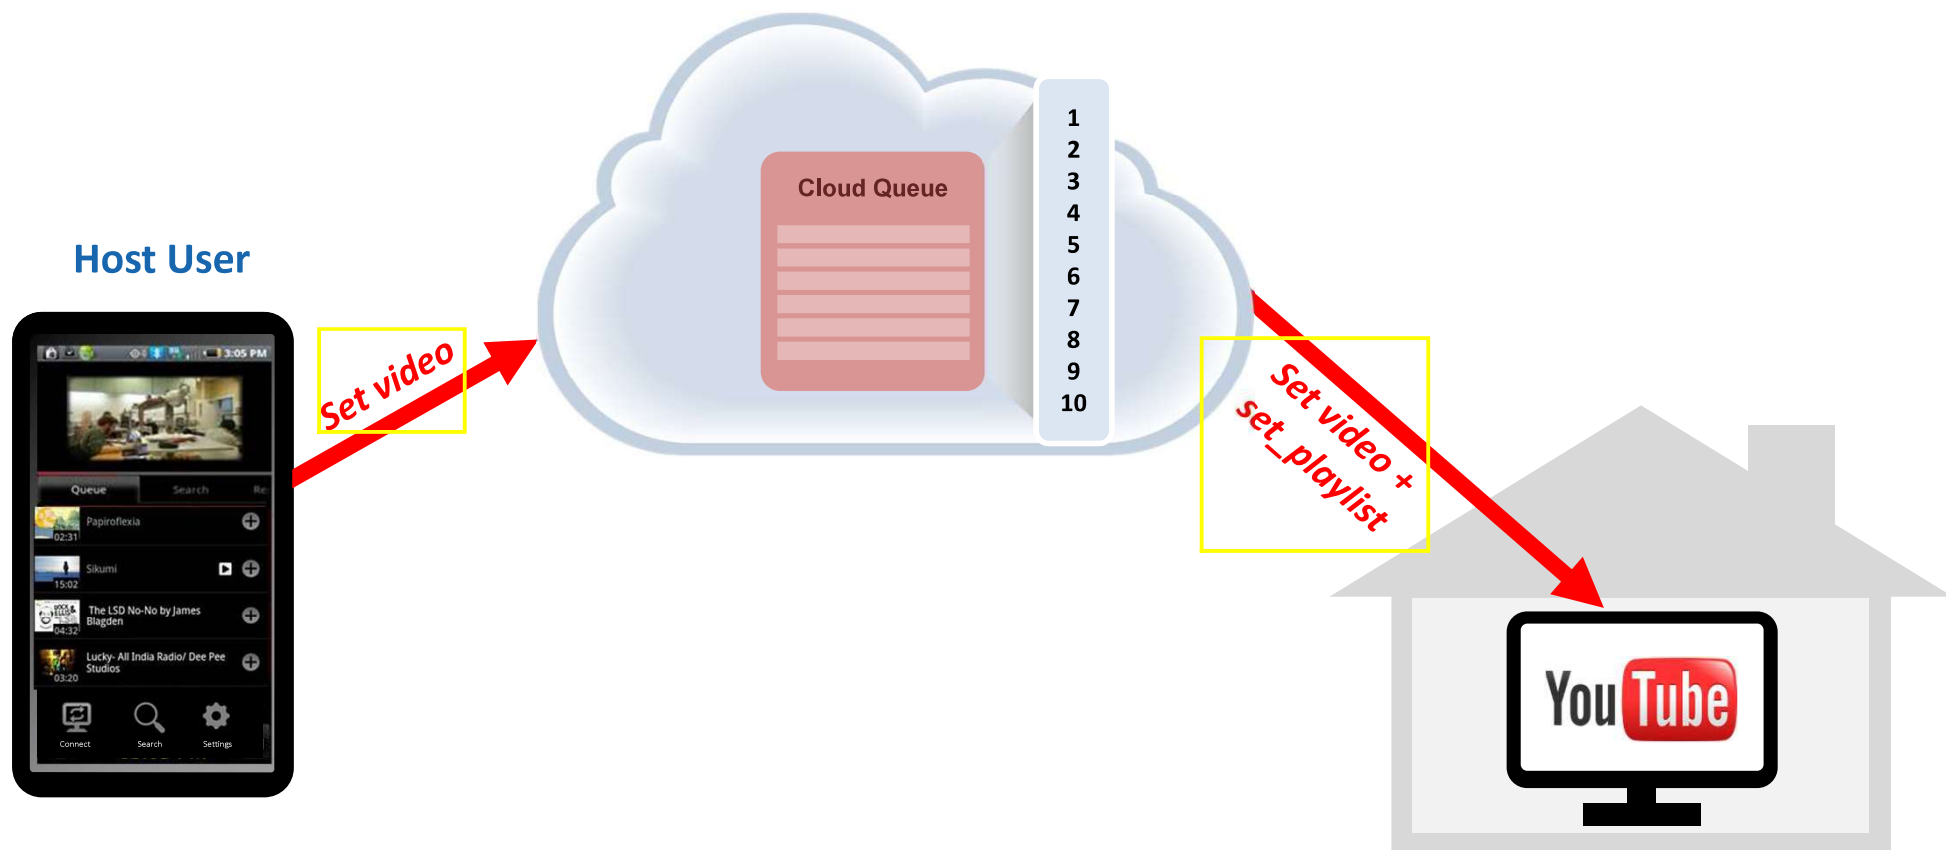 Host User
3:05 PM
Queue
Search
Re
Papiroflexia
02:31
Sikumi
15:02
The LSD No-No by James
Blagden
04:32
Lucky- All India Radio/ Dee Pee
Studios
03:20
Connect
Search
Settings
Set video
Cloud Queue
1
2
3
4
5
6
7
8
9
10
Set video +
set_playlist
YouTube